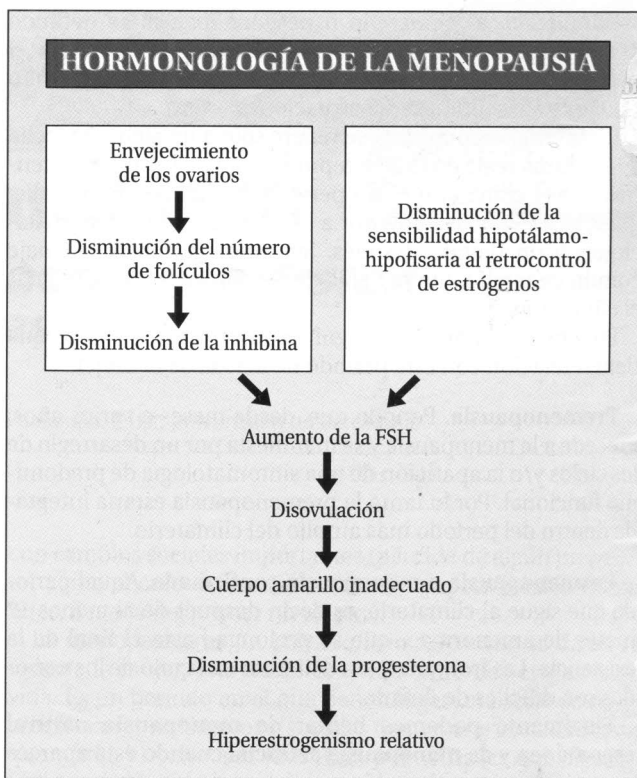 HORMONOLOGÍA DE LA MENOPAUSIA
Envejecimiento
de los ovarios
Disminución del número
de folículos
Disminución de la inhibina
Disminución de la
sensibilidad hipotálamo-
hipofisaria al retrocontrol
de estrógenos
Aumento de la FSH
Disovulación
Cuerpo amarillo inadecuado
Disminución de la progesterona
Hiperestrogenismo relativo